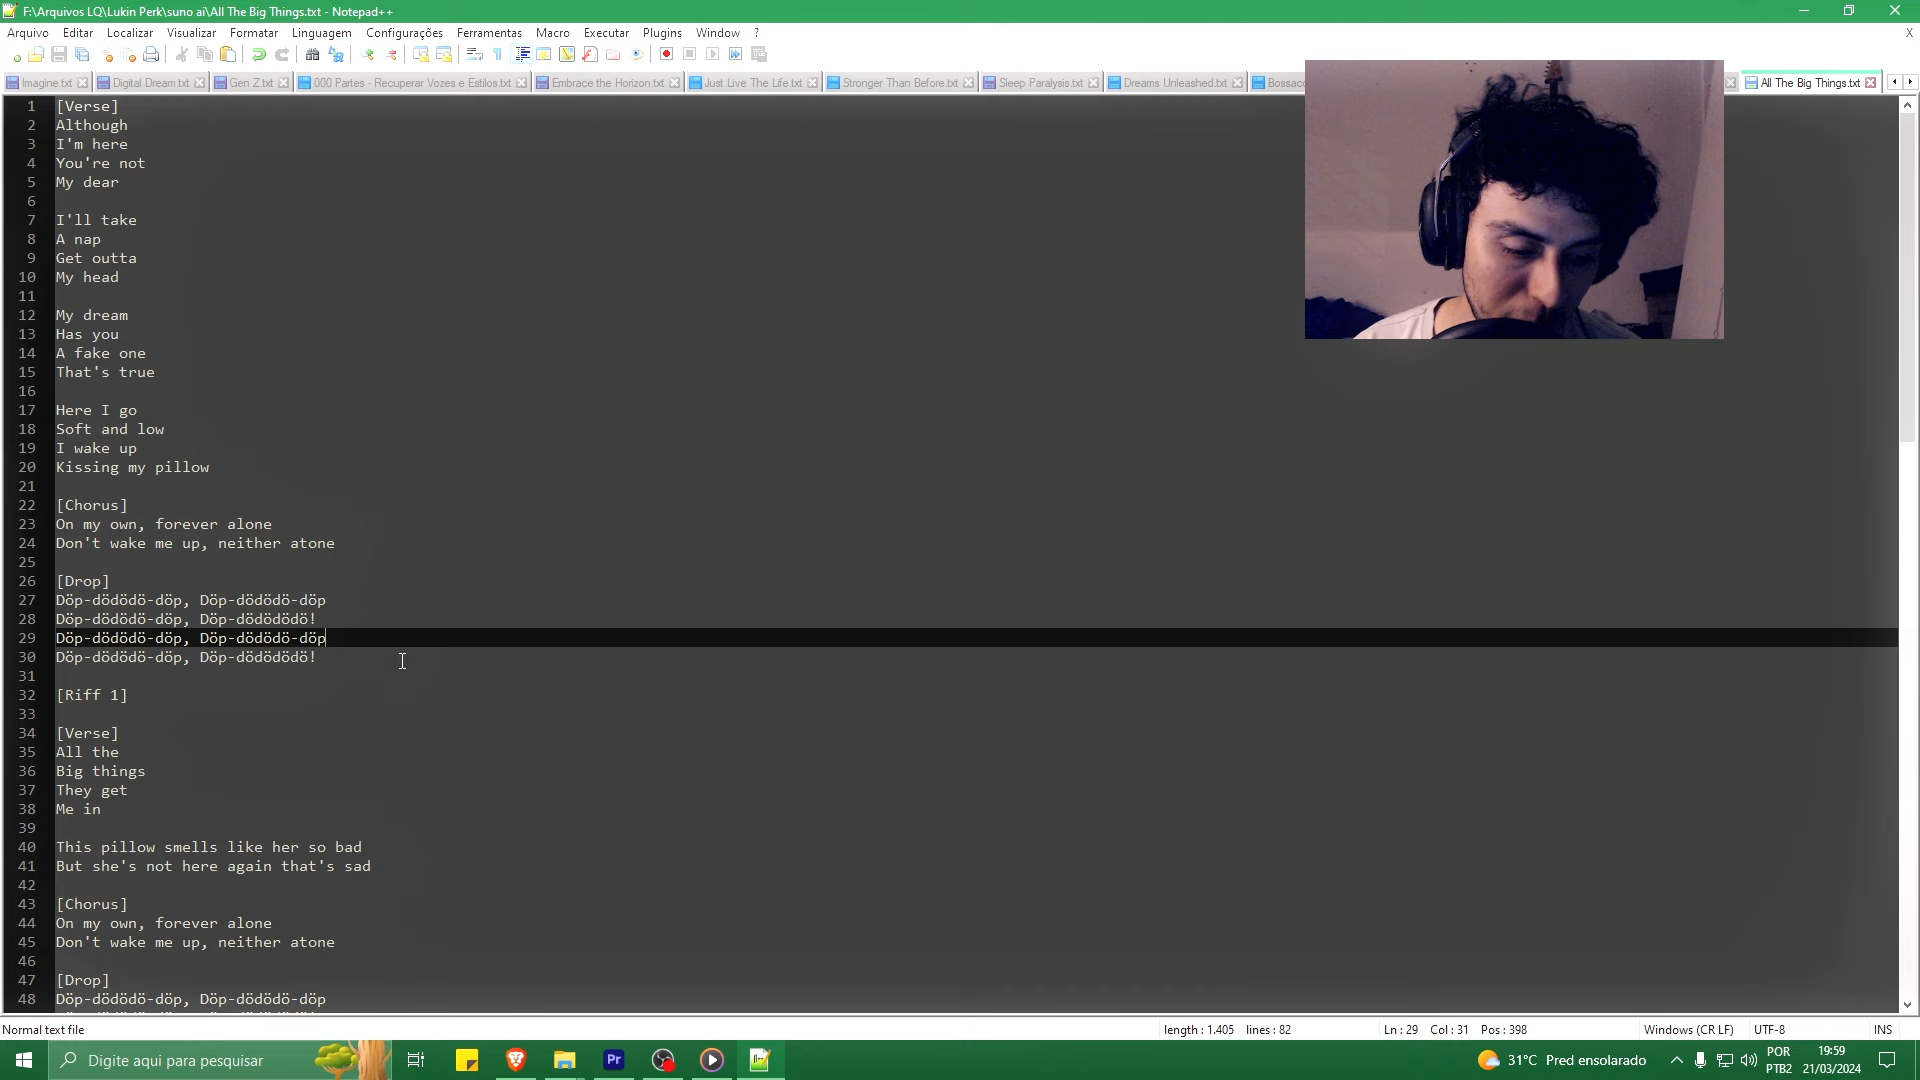 F:\Arquivos LQ\Lukin Perk\suno ai\All The Big Things.txt - Notepad++
Arquivo Editar Localizar Visualizar Formatar Linguagem Configurações Ferramentas Macro Executar Plugins Window ? X
Imagine.txt Digital Dream.txt Gen Z.txt 000 Partes - Recuperar Vozes e Estilos.txt Embrace the Horizon.txt Just Live The Life.txt Stronger Than Before.txt Sleep Paralysis.txt Dreams Unleashed.txt All The Big Things.txt
1 [Verse]
2 Although
3 I'm here
4 You're not
5 My dear
6
7 I'll take
8 A nap
9 Get outta
10 My head
11
12 My dream
13 Has you
14 A fake one
15 That's true
16
17 Here I go
18 Soft and low
19 I wake up
20 Kissing my pillow
21
22 [Chorus]
23 On my own, forever alone
24 Don't wake me up, neither atone
25
26 [Drop]
27 Döp-dödödö-döp, Döp-dödödö-döp
28 Döp-dödödö-döp, Döp-dödödödö!
29 Döp-dödödö-döp, Döp-dödödö-döp
30 Döp-dödödö-döp, Döp-dödödödö!
31
32 [Riff 1]
33
34 [Verse]
35 All the
36 Big things
37 They get
38 Me in
39
40 This pillow smells like her so bad
41 But she's not here again that's sad
42
43 [Chorus]
44 On my own, forever alone
45 Don't wake me up, neither atone
46
47 [Drop]
48 Döp-dödödö-döp, Döp-dödödö-döp
Normal text file length : 1.405 lines : 82 Ln : 29 Col : 31 Pos : 398 Windows (CR LF) UTF-8 INS
Digite aqui para pesquisar Pr 31°C Pred ensolarado POR PTB2 19:59 21/03/2024